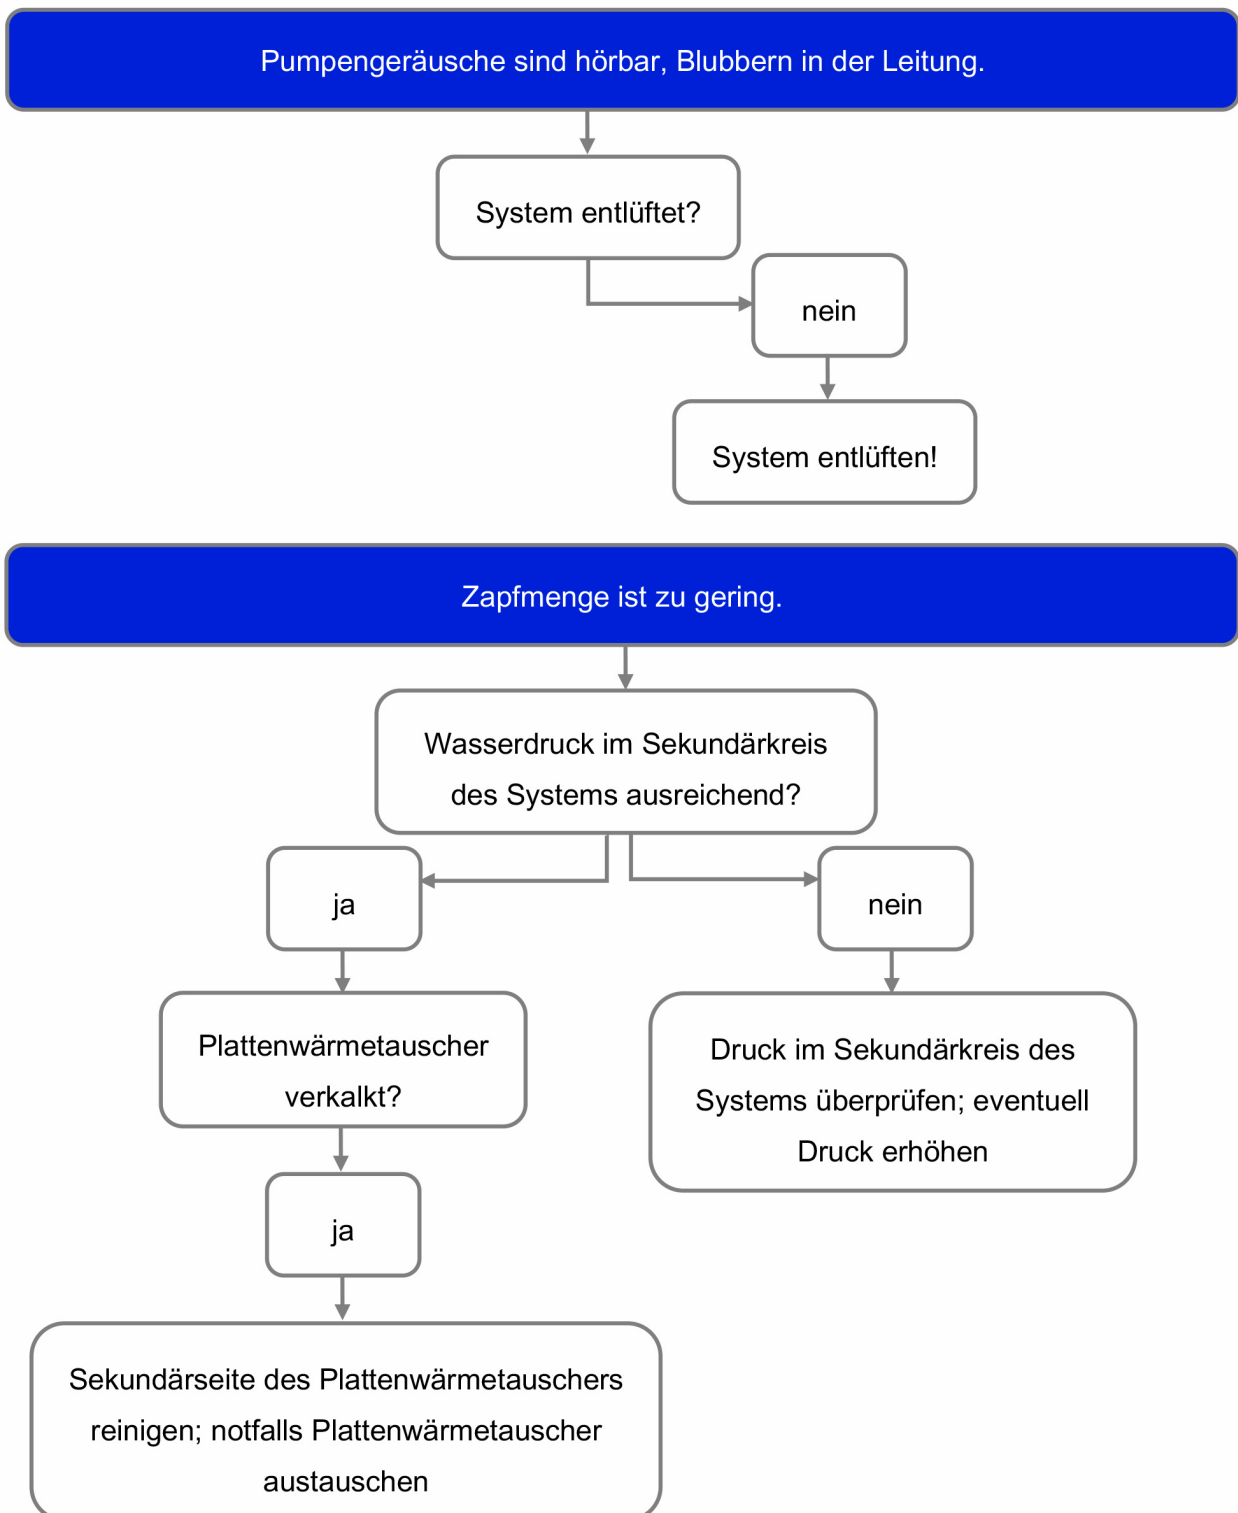 Pumpengeräusche sind hörbar, Blubbern in der Leitung.
System entlüftet?
nein
System entlüften!
Zapfmenge ist zu gering.
Wasserdruck im Sekundärkreis
des Systems ausreichend?
ja
nein
Plattenwärmetauscher
verkalkt?
Druck im Sekundärkreis des
Systems überprüfen; eventuell
Druck erhöhen
ja
Sekundärseite des Plattenwärmetauschers
reinigen; notfalls Plattenwärmetauscher
austauschen